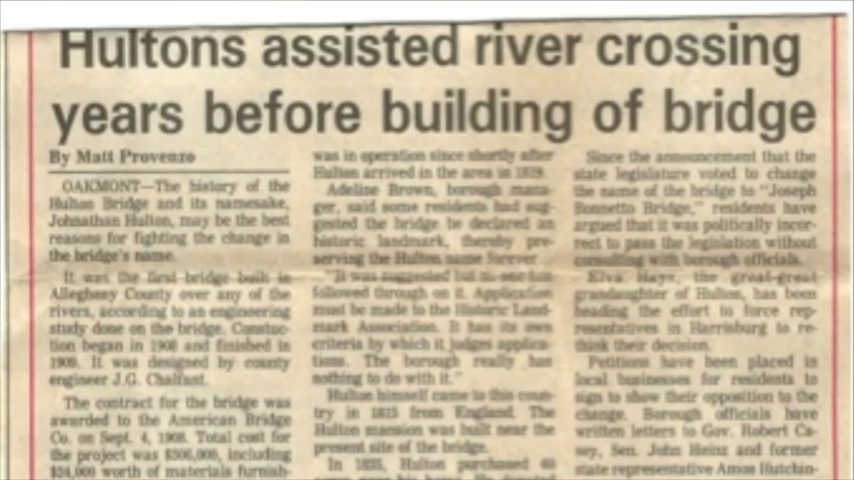 Hultons assisted river crossing
years before building of bridge
By Matt Provenzo
OAKMONT—The history of the
Hulton Bridge and its namesake,
Johnathan Hulton, may be the best
reasons for fighting the change in
the bridge's name.
It was the first bridge built in
Allegheny County over any of the
rivers, according to an engineering
study done on the bridge. Constuc-
tion began in 1908 and finished in
1909. It was designed by county
engineer J.G. Chalfant.
The contract for the bridge was
awarded to the American Bridge
Co. on Sept. 4, 1908. Total cost for
the project was $306,000, including
$34,000 worth of materials furnish-
was in operation since shortly after
Hulton arrived in the area in
Adeline Brown, borough mana-
ger, said some residents had sug-
gested the bridge be declared an
historic landmark, thereby pre-
serving the Hulton name forever.
"It was suggested but no one has
followed through on it. Application
must be made to the Historic Land-
mark Association. It has its own
criteria by which it judges applica-
tions. The borough really has
nothing to do with it."
Hulton himself came to this coun-
try in 1815 from England. The
Hulton mansion was built near the
present site of the bridge.
In 1835, Hulton purchased
Since the announcement that the
state legislature voted to change
the name of the bridge to "Joseph
Bonnetto Bridge," residents have
argued that it was politically incor-
rect to pass the legislation without
consulting with borough officials.
Elva Hays, the great-great
grandaughter of Hulton, has been
heading the effort to force rep-
resentatives in Harrisburg to re-
think their decision.
Petitions have been placed in
local businesses for residents to
sign to show their opposition to the
change. Borough officials have
written letters to Gov. Robert Ca-
sey, Sen. John Heinz and former
state representative Amos Hutchin-